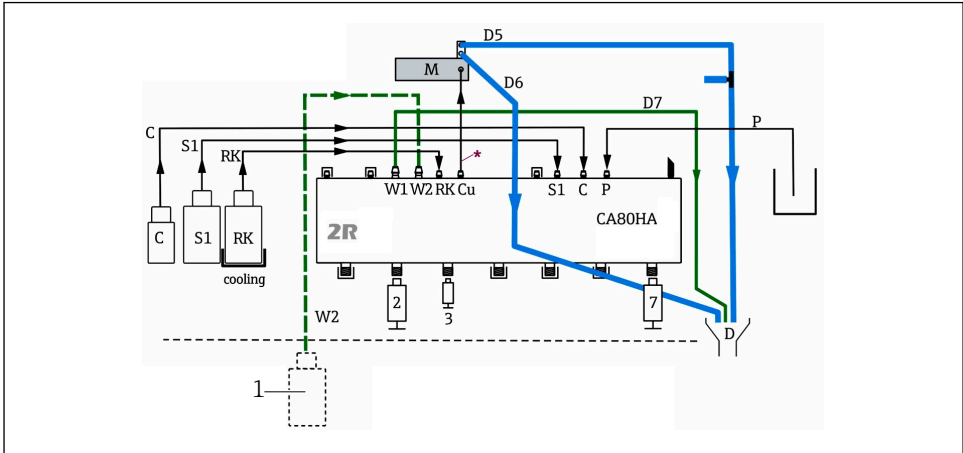 D5
M
D6
D7
C
P
S1
RK
*
W1 W2 RK Cu S1 C P
CA80HA
2R
C S1 RK
cooling
2
3
7
W2
D
1